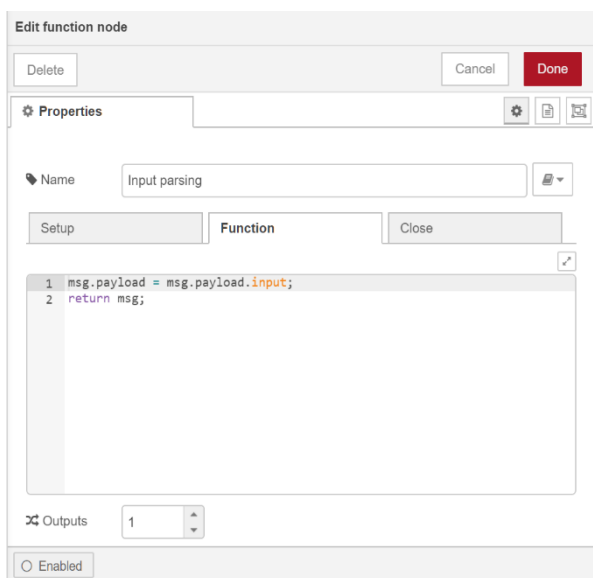 Edit function node
Delete Cancel Done
Properties
Name Input parsing
Setup Function Close
1 msg.payload = msg.payload.input;
2 return msg;
Outputs 1
Enabled